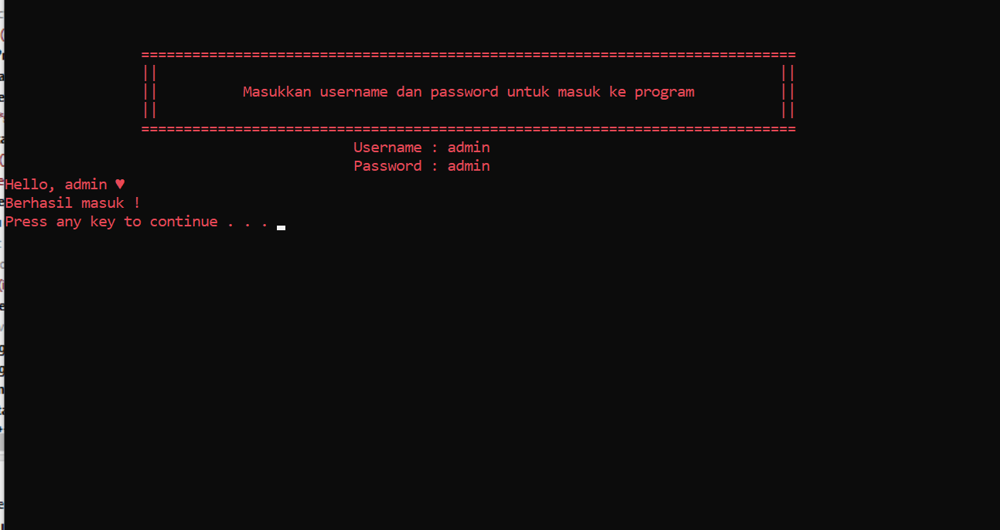 =============================================================================
|| ||
|| Masukkan username dan password untuk masuk ke program ||
|| ||
=============================================================================
Username : admin
Password : admin
Hello, admin ♥
Berhasil masuk !
Press any key to continue . . .